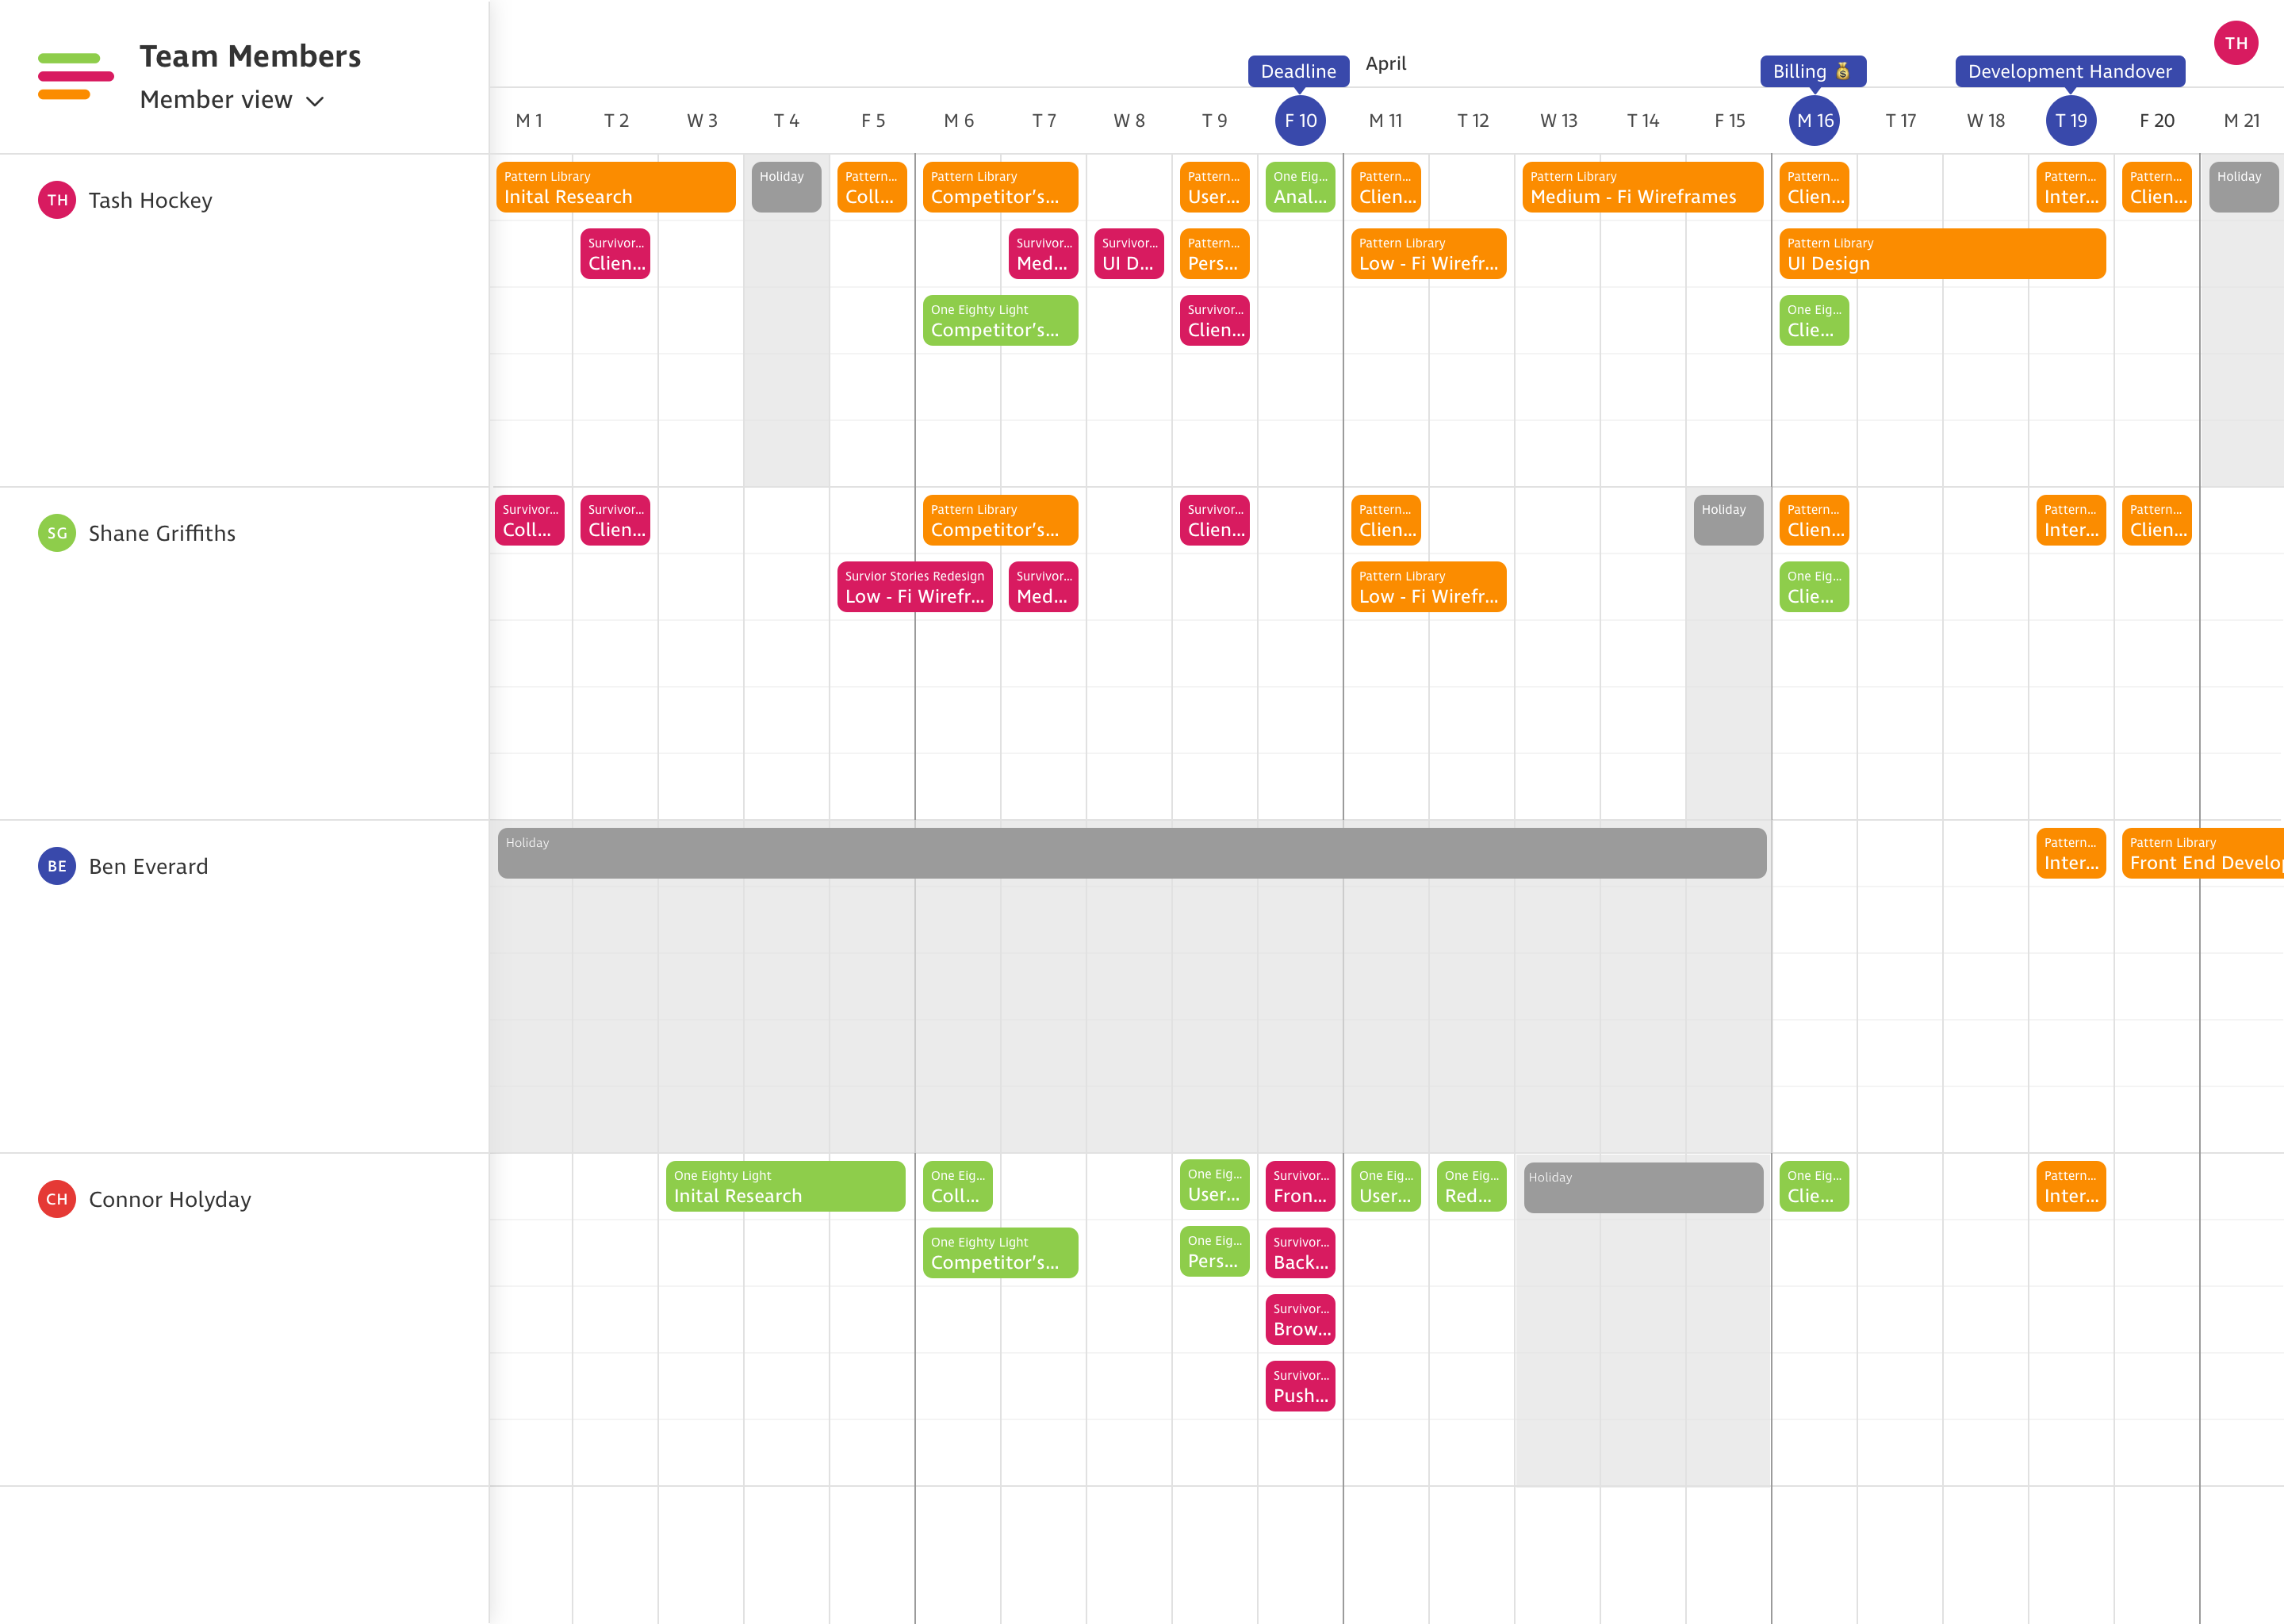 Team Members
Member view
TH
Deadline
April
Billing 💰
Development Handover
M 1
T 2
W 3
T 4
F 5
M 6
T 7
W 8
T 9
F 10
M 11
T 12
W 13
T 14
F 15
M 16
T 17
W 18
T 19
F 20
M 21
TH
Tash Hockey
Pattern Library
Inital Research
Holiday
Pattern...
Coll...
Pattern Library
Competitor’s...
Pattern...
User...
One Eig...
Anal...
Pattern...
Clien...
Pattern Library
Medium - Fi Wireframes
Pattern...
Clien...
Pattern...
Inter...
Pattern...
Clien...
Holiday
Survivor...
Clien...
Survivor...
Med...
Survivor...
UI D...
Pattern...
Pers...
Pattern Library
Low - Fi Wirefr...
Pattern Library
UI Design
One Eighty Light
Competitor’s...
Survivor...
Clien...
One Eig...
Clie...
SG
Shane Griffiths
Survivor...
Coll...
Survivor...
Clien...
Pattern Library
Competitor’s...
Survivor...
Clien...
Pattern...
Clien...
Holiday
Pattern...
Clien...
Pattern...
Inter...
Pattern...
Clien...
Survior Stories Redesign
Low - Fi Wirefr...
Survivor...
Med...
Pattern Library
Low - Fi Wirefr...
One Eig...
Clie...
BE
Ben Everard
Holiday
Pattern...
Inter...
Pattern Library
Front End Develop
CH
Connor Holyday
One Eighty Light
Inital Research
One Eig...
Coll...
One Eig...
User...
Survivor...
Fron...
One Eig...
User...
One Eig...
Red...
Holiday
One Eig...
Clie...
Pattern...
Inter...
One Eighty Light
Competitor’s...
One Eig...
Pers...
Survivor...
Back...
Survivor...
Brow...
Survivor...
Push...